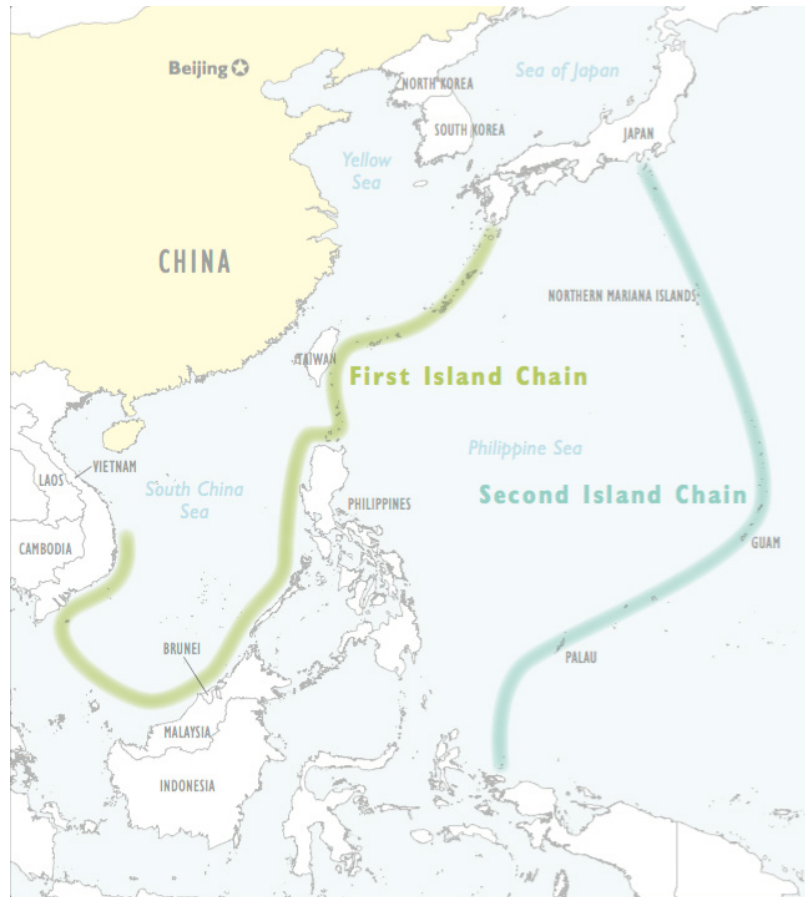 Beijing
Sea of Japan
NORTH KOREA
SOUTH KOREA
JAPAN
Yellow
Sea
CHINA
NORTHERN MARIANA ISLANDS
TAIWAN
First Island Chain
Philippine Sea
VIETNAM
LAOS
South China
Sea
Second Island Chain
PHILIPPINES
CAMBODIA
GUAM
BRUNEI
PALAU
MALAYSIA
INDONESIA